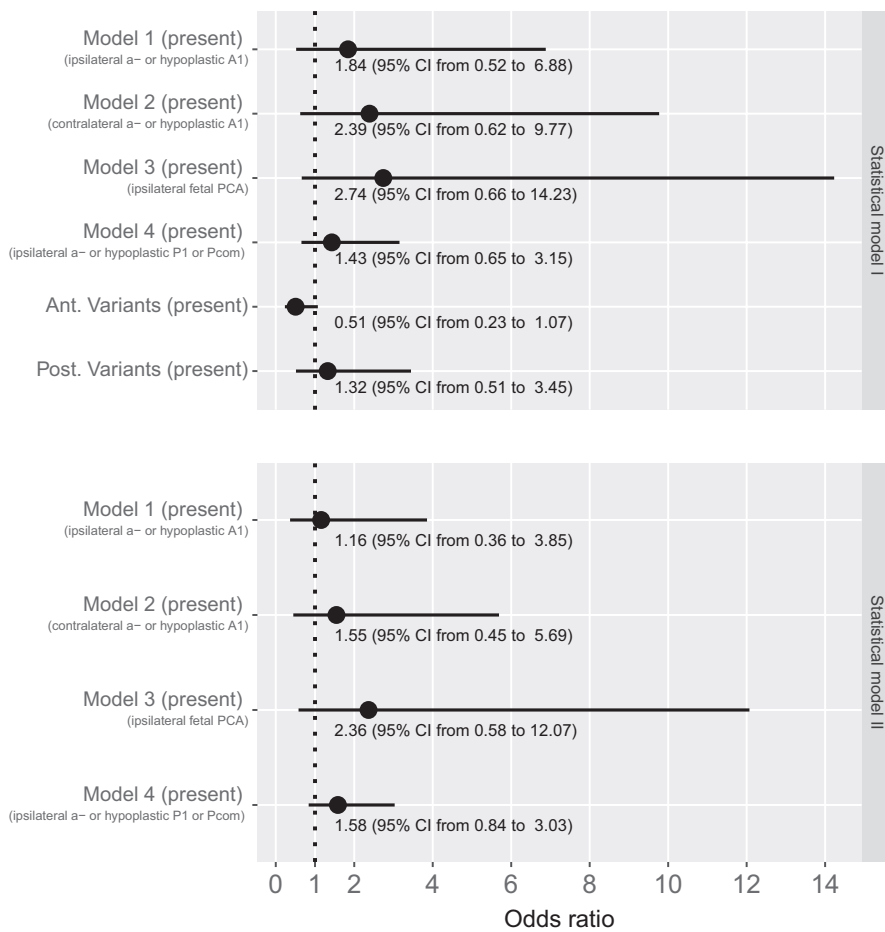 Model 1 (present)
(ipsilateral a− or hypoplastic A1)
1.84 (95% CI from 0.52 to  6.88)
Model 2 (present)
(contralateral a− or hypoplastic A1)
2.39 (95% CI from 0.62 to  9.77)
Model 3 (present)
(ipsilateral fetal PCA)
2.74 (95% CI from 0.66 to 14.23)
Model 4 (present)
(ipsilateral a− or hypoplastic P1 or Pcom)
1.43 (95% CI from 0.65 to  3.15)
Ant. Variants (present)
0.51 (95% CI from 0.23 to  1.07)
Post. Variants (present)
1.32 (95% CI from 0.51 to  3.45)
Statistical model I
Model 1 (present)
(ipsilateral a− or hypoplastic A1)
1.16 (95% CI from 0.36 to  3.85)
Model 2 (present)
(contralateral a− or hypoplastic A1)
1.55 (95% CI from 0.45 to  5.69)
Model 3 (present)
(ipsilateral fetal PCA)
2.36 (95% CI from 0.58 to 12.07)
Model 4 (present)
(ipsilateral a− or hypoplastic P1 or Pcom)
1.58 (95% CI from 0.84 to  3.03)
Statistical model II
0 1 2 4 6 8 10 12 14
Odds ratio